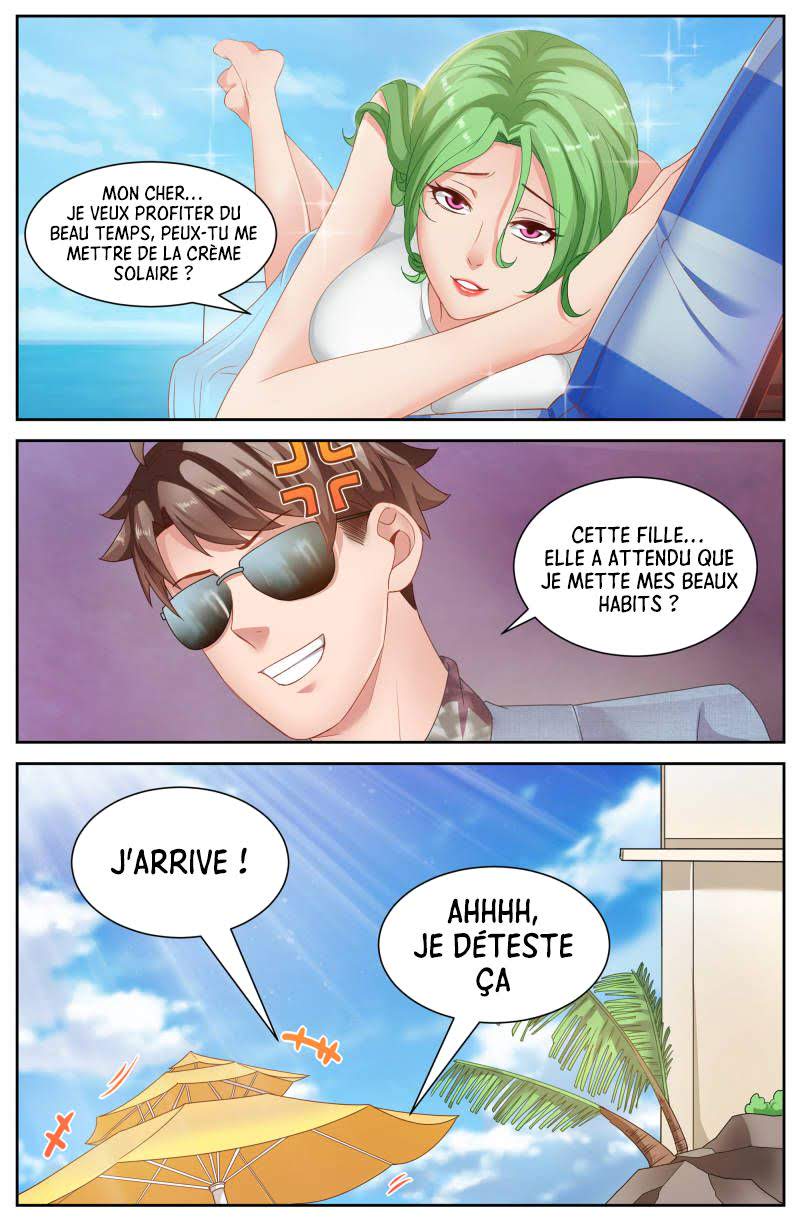 MON CHER...
JE VEUX PROFITER DU
BEAU TEMPS, PEUX-TU ME
METTRE DE LA CRÈME
SOLAIRE ?
CETTE FILLE...
ELLE A ATTENDU QUE
JE METTE MES BEAUX
HABITS ?
J'ARRIVE !
AHHHH,
JE DÉTESTE
ÇA